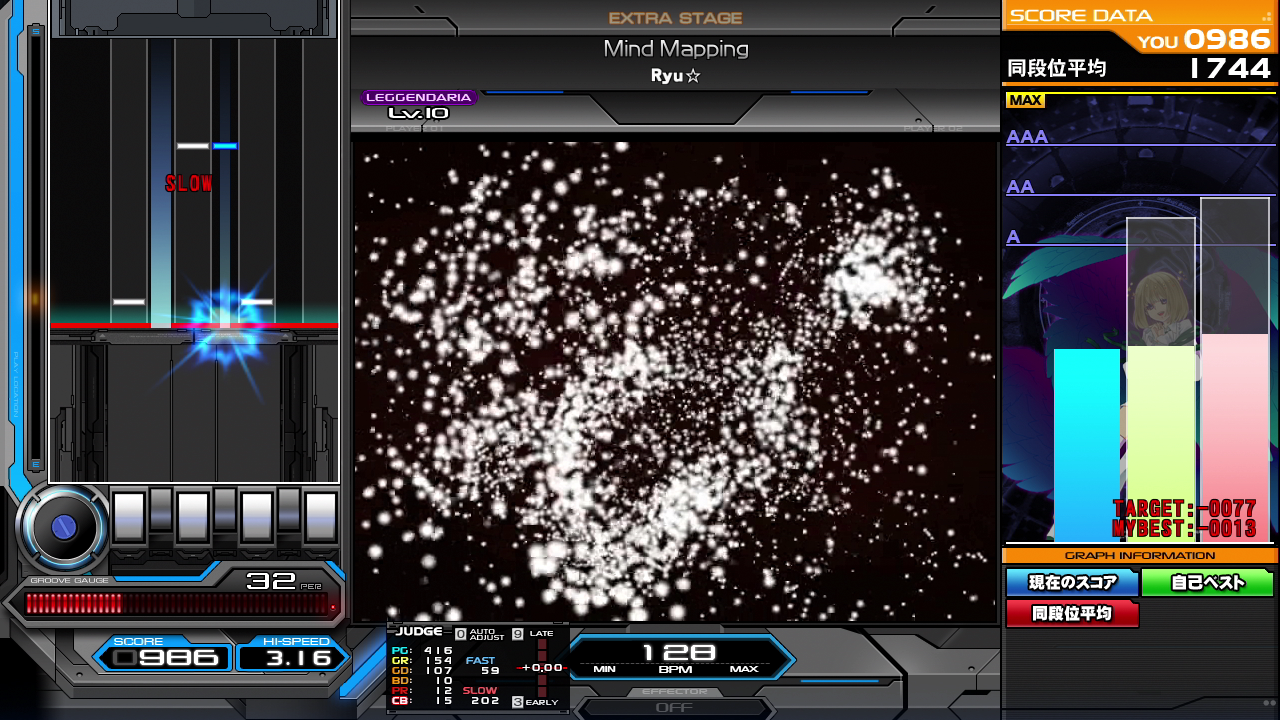 EXTRA STAGE
Mind Mapping
Ryu☆
LEGGENDARIA
Lv.10
PLAYER 01
PLAYER 02
SCORE DATA
YOU 0986
同段位平均 1744
MAX
AAA
AA
A
TARGET:-0077
MYBEST:-0013
GRAPH INFORMATION
現在のスコア
自己ベスト
同段位平均
SLOW
S
E
PLAY LOCATION
GROOVE GAUGE
32 PER
SCORE
0986
HI-SPEED
3.16
JUDGE
0 AUTO ADJUST 9 LATE
PG: 416
GR: 154 FAST
GD: 107 59
BD: 10
PR: 12 SLOW
CB: 15 202
+0.00
3 EARLY
128
MIN BPM MAX
EFFECTOR
OFF